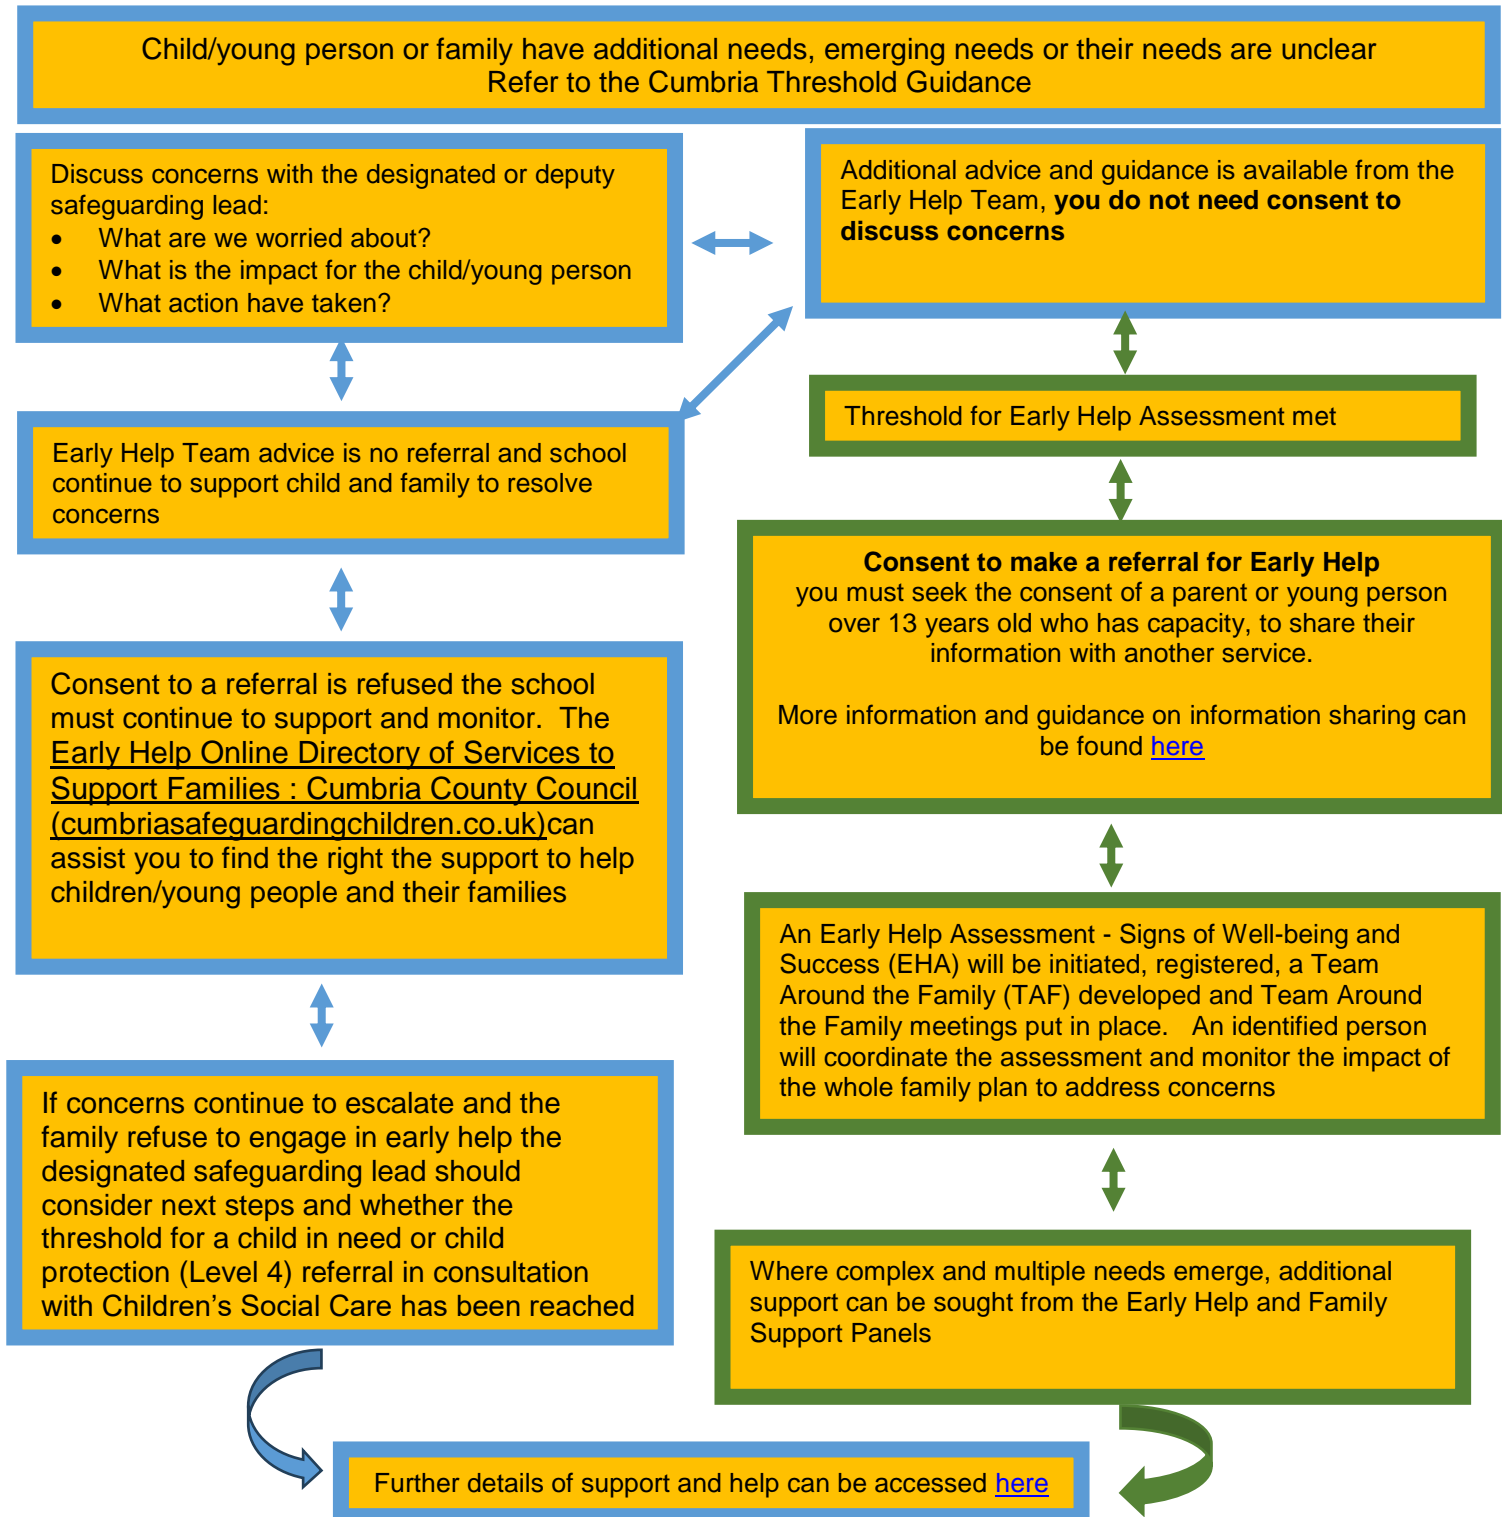 Child/young person or family have additional needs, emerging needs or their needs are unclear
Refer to the Cumbria Threshold Guidance
Discuss concerns with the designated or deputy
safeguarding lead:
• What are we worried about?
• What is the impact for the child/young person
• What action have taken?
Additional advice and guidance is available from the
Early Help Team, you do not need consent to
discuss concerns
Early Help Team advice is no referral and school
continue to support child and family to resolve
concerns
Threshold for Early Help Assessment met
Consent to make a referral for Early Help
you must seek the consent of a parent or young person
over 13 years old who has capacity, to share their
information with another service.
More information and guidance on information sharing can
be found here
Consent to a referral is refused the school
must continue to support and monitor. The
Early Help Online Directory of Services to
Support Families : Cumbria County Council
(cumbriasafeguardingchildren.co.uk)can
assist you to find the right the support to help
children/young people and their families
An Early Help Assessment - Signs of Well-being and
Success (EHA) will be initiated, registered, a Team
Around the Family (TAF) developed and Team Around
the Family meetings put in place. An identified person
will coordinate the assessment and monitor the impact of
the whole family plan to address concerns
If concerns continue to escalate and the
family refuse to engage in early help the
designated safeguarding lead should
consider next steps and whether the
threshold for a child in need or child
protection (Level 4) referral in consultation
with Children’s Social Care has been reached
Where complex and multiple needs emerge, additional
support can be sought from the Early Help and Family
Support Panels
Further details of support and help can be accessed here